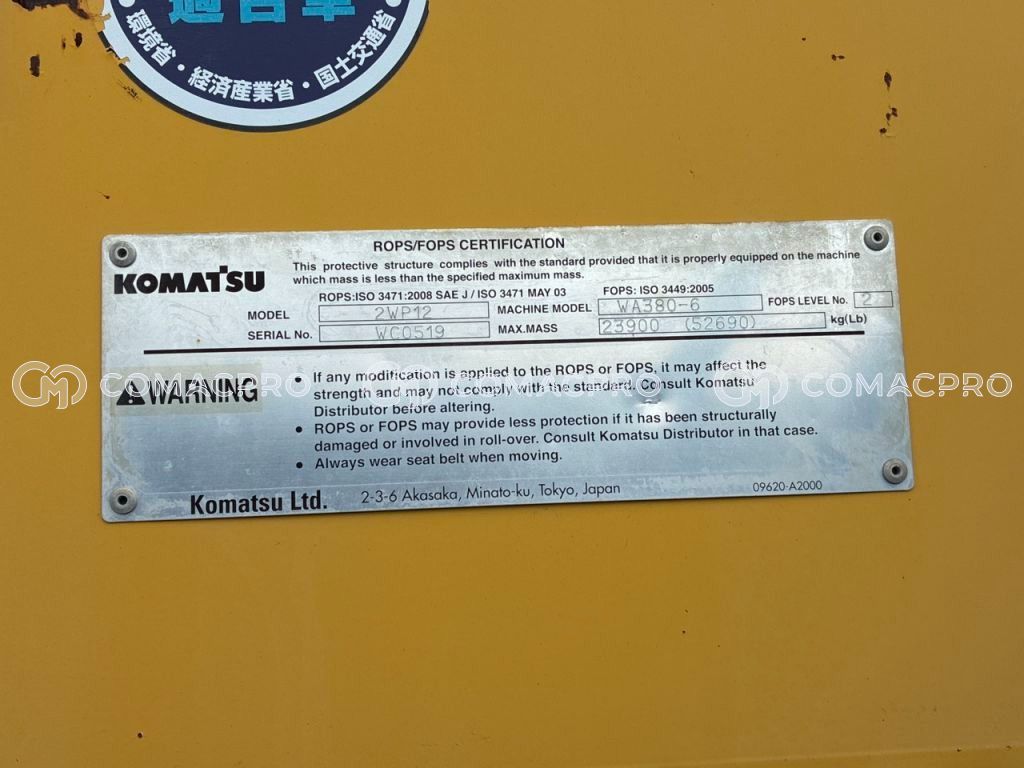 適合車
・環境省・経済産業省・国土交通省
ROPS/FOPS CERTIFICATION
KOMATSU
This protective structure complies with the standard provided that it is properly equipped on the machine
which mass is less than the specified maximum mass.
ROPS:ISO 3471:2008 SAE J / ISO 3471 MAY 03 FOPS: ISO 3449:2005
MODEL 2WP12 MACHINE MODEL WA380-6 FOPS LEVEL No. 2
SERIAL No. WC0519 MAX.MASS 23900 (52690) kg(Lb)
WARNING
• If any modification is applied to the ROPS or FOPS, it may affect the
strength and may not comply with the standard. Consult Komatsu
Distributor before altering.
• ROPS or FOPS may provide less protection if it has been structurally
damaged or involved in roll-over. Consult Komatsu Distributor in that case.
• Always wear seat belt when moving.
Komatsu Ltd. 2-3-6 Akasaka, Minato-ku, Tokyo, Japan 09620-A2000
COMACPRO COMACPRO COMACPRO